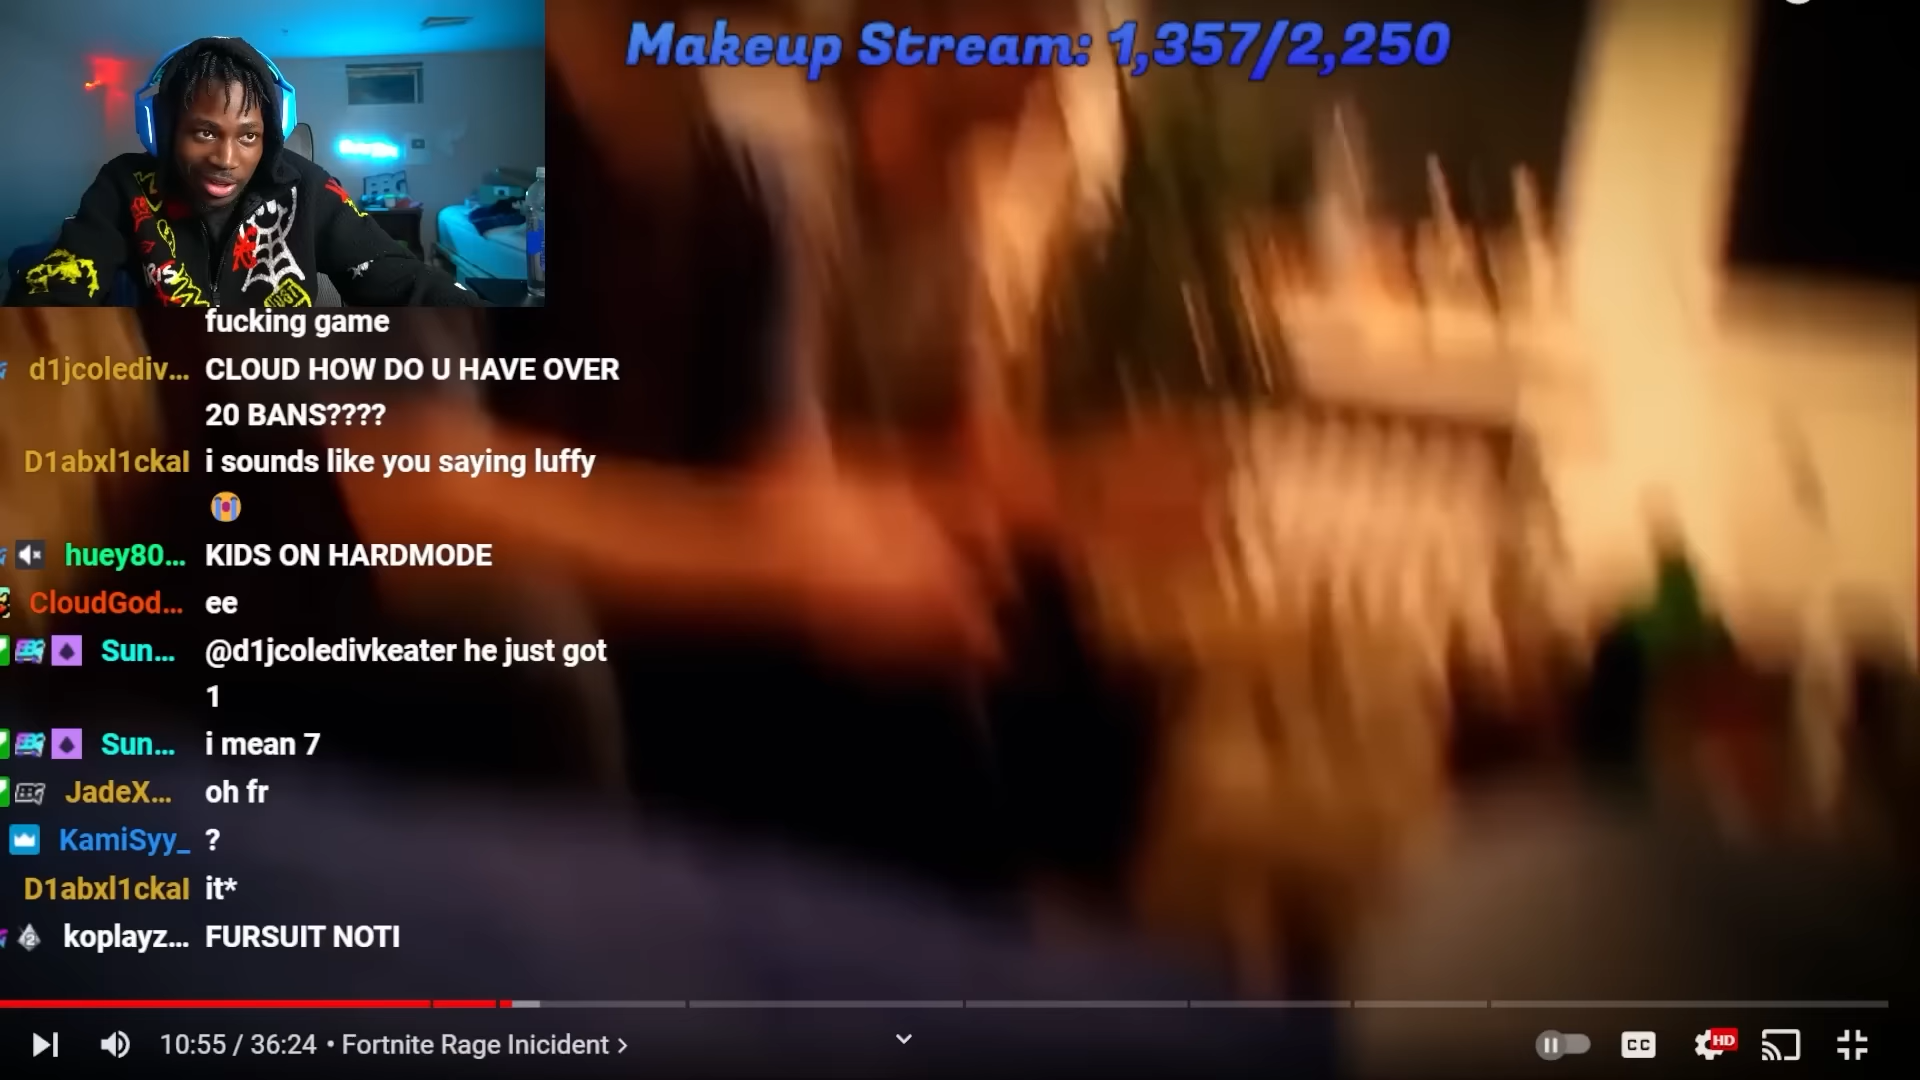 Makeup Stream: 1,357/2,250
fucking game
d1jcolediv... CLOUD HOW DO U HAVE OVER
20 BANS????
D1abxl1ckal i sounds like you saying luffy
😭
huey80... KIDS ON HARDMODE
CloudGod... ee
Sun... @d1jcoledivkeater he just got
1
Sun... i mean 7
JadeX... oh fr
KamiSyy_ ?
D1abxl1ckal it*
koplayz... FURSUIT NOTI
10:55 / 36:24 • Fortnite Rage Inicident >
CC
HD